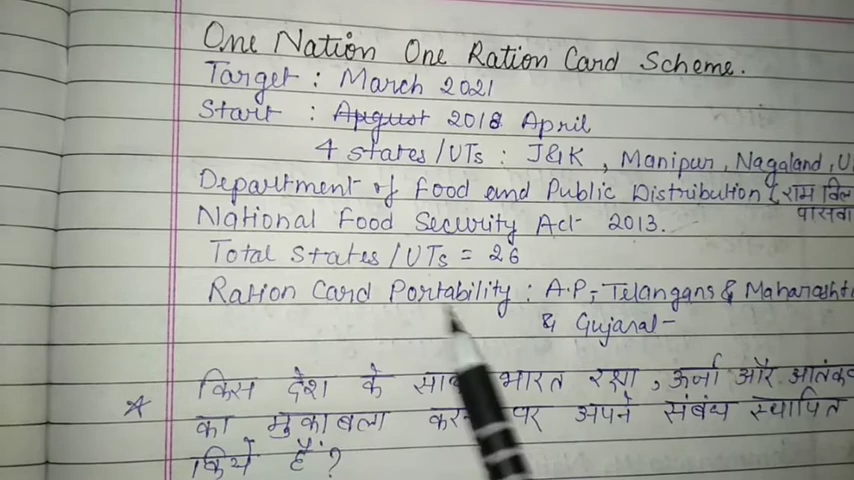 One Nation One Ration Card Scheme.
Target : March 2021
Start : August 2018 April
4 states/UTs : J&K, Manipur, Nagaland,
Department of Food and Public Distribution (राम
National Food Security Act 2013.
Total States/UTs = 26
Ration Card Portability : A.P, Telangana &
& Gujarat
किस देश के भारत रक्षा, ऊर्जा और
का मुकाबला पर अपने संबंध स्थापित
किये हैं?